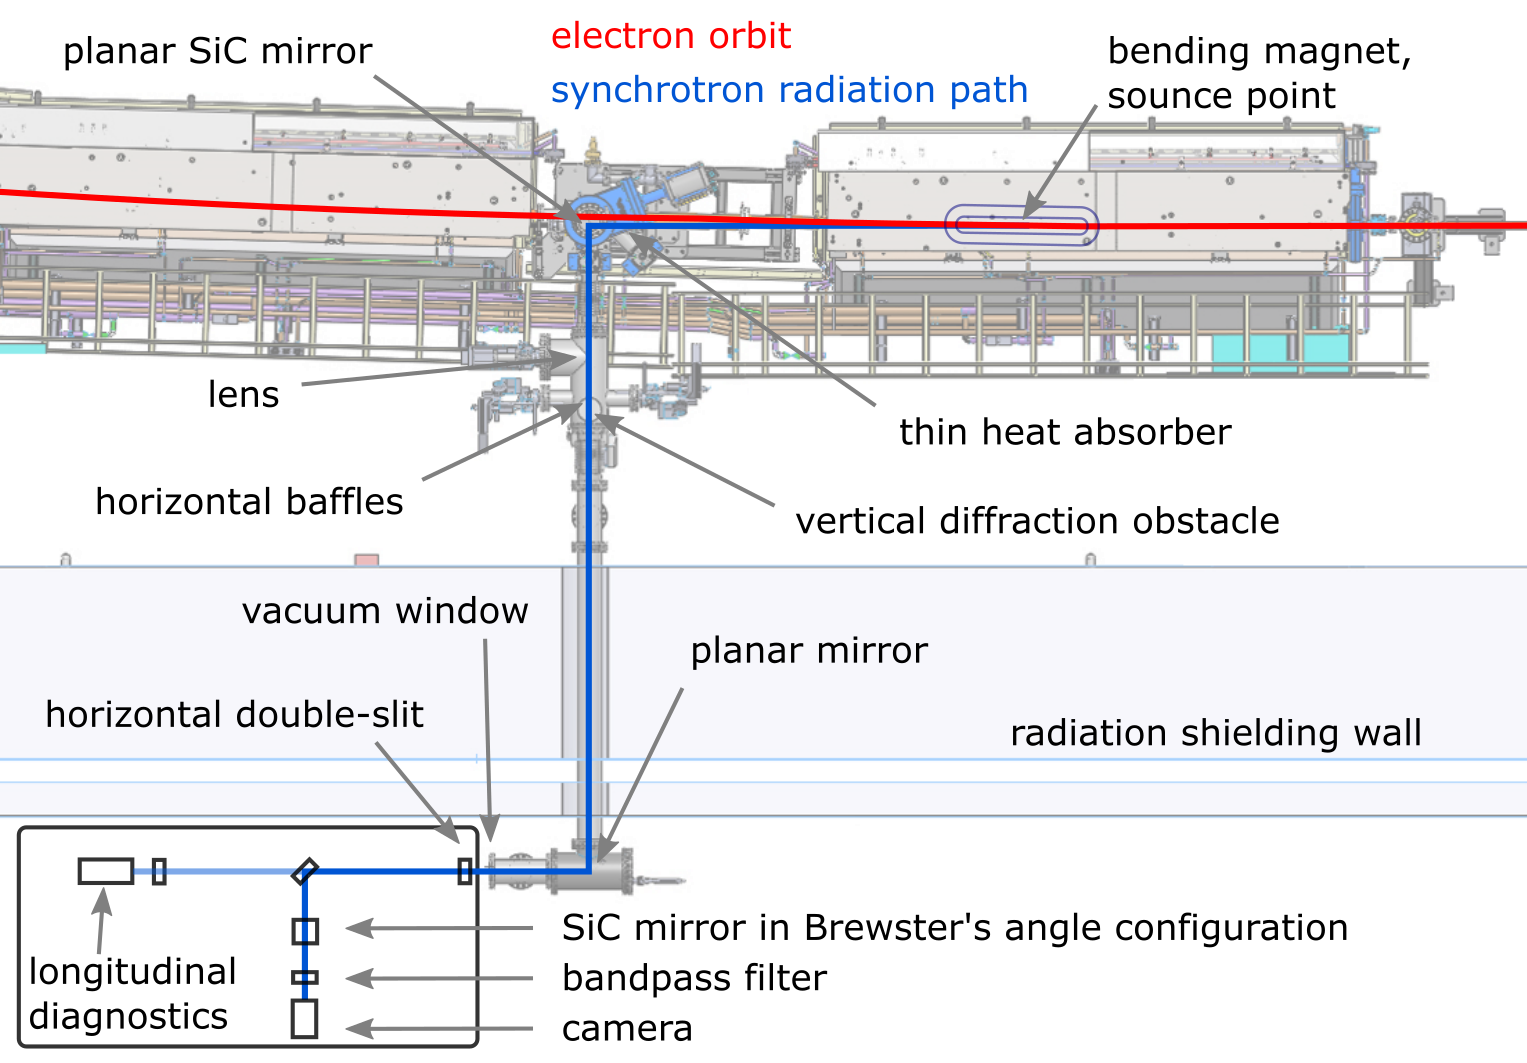 electron orbit
planar SiC mirror
bending magnet,
sounce point
synchrotron radiation path
lens
thin heat absorber
horizontal baffles
vertical diffraction obstacle
vacuum window
planar mirror
horizontal double-slit
radiation shielding wall
SiC mirror in Brewster's angle configuration
longitudinal
diagnostics
bandpass filter
camera